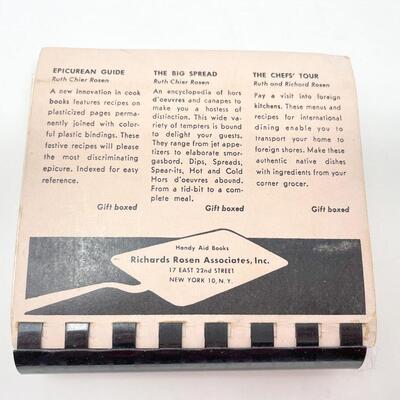 EPICUREAN GUIDE
Ruth Chier Rosen
A new innovation in cook
books features recipes on
plasticized pages perma-
nently joined with color-
ful plastic bindings. These
festive recipes will please
the most discriminating
epicure. Indexed for easy
reference.
Gift boxed
THE BIG SPREAD
Ruth Chier Rosen
An encyclopedia of hors
d'oeuvres and canapes to
make you a hostess of
distinction. This wide vari-
ety of tempters is bound
to delight your guests.
They range from jet appe-
tizers to elaborate smor-
gasbord. Dips, Spreads,
Spear-its, Hot and Cold
Hors d'oeuvres abound.
From a tid-bit to a com-
plete meal.
Gift boxed
THE CHEFS' TOUR
Ruth and Richard Rosen
Pay a visit into foreign
kitchens. These menus and
recipes for international
dining enable you to
transport your home to
foreign shores. Make these
authentic native dishes
with ingredients from your
corner grocer.
Gift boxed
Handy Aid Books
Richards Rosen Associates, Inc.
17 EAST 22nd STREET
NEW YORK 10, N. Y.